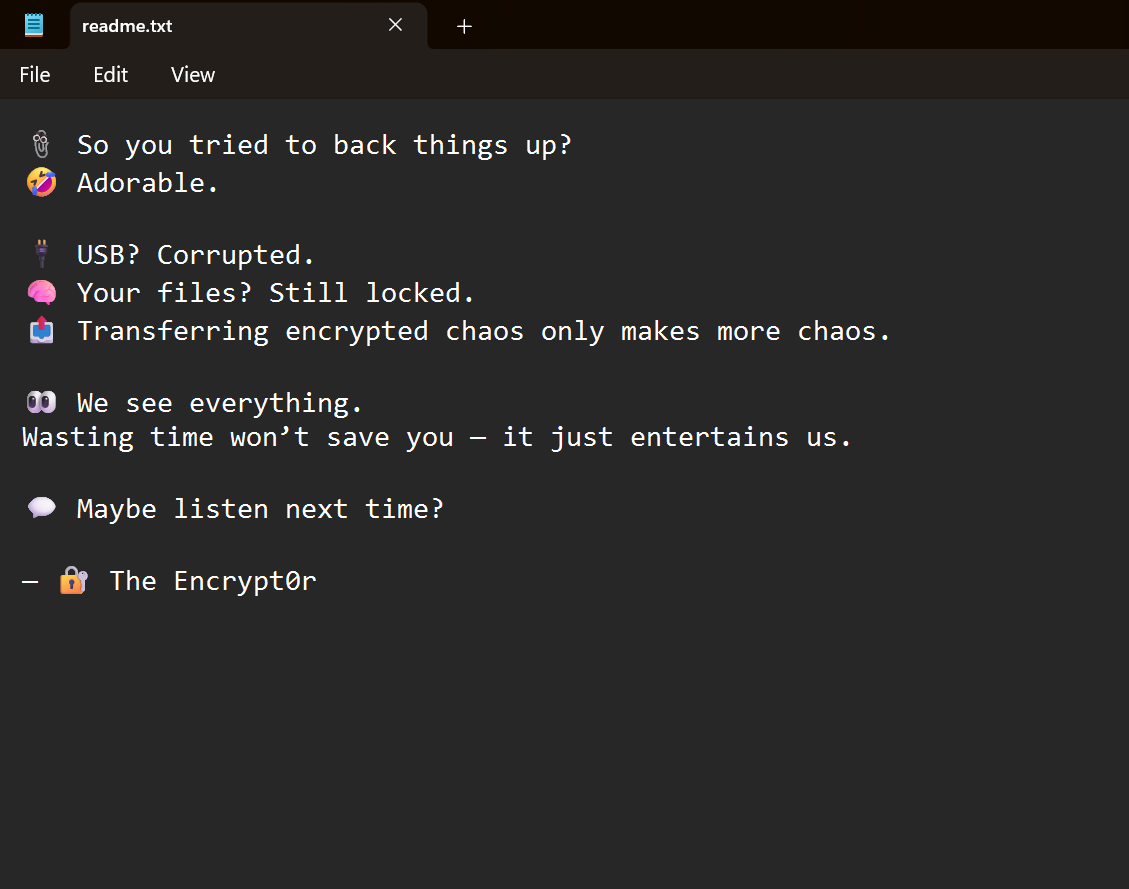 readme.txt
File Edit View
🖇 So you tried to back things up?
🤣 Adorable.
🔌 USB? Corrupted.
🧠 Your files? Still locked.
📤 Transferring encrypted chaos only makes more chaos.
👀 We see everything.
Wasting time won’t save you — it just entertains us.
💬 Maybe listen next time?
— 🔐 The Encrypt0r